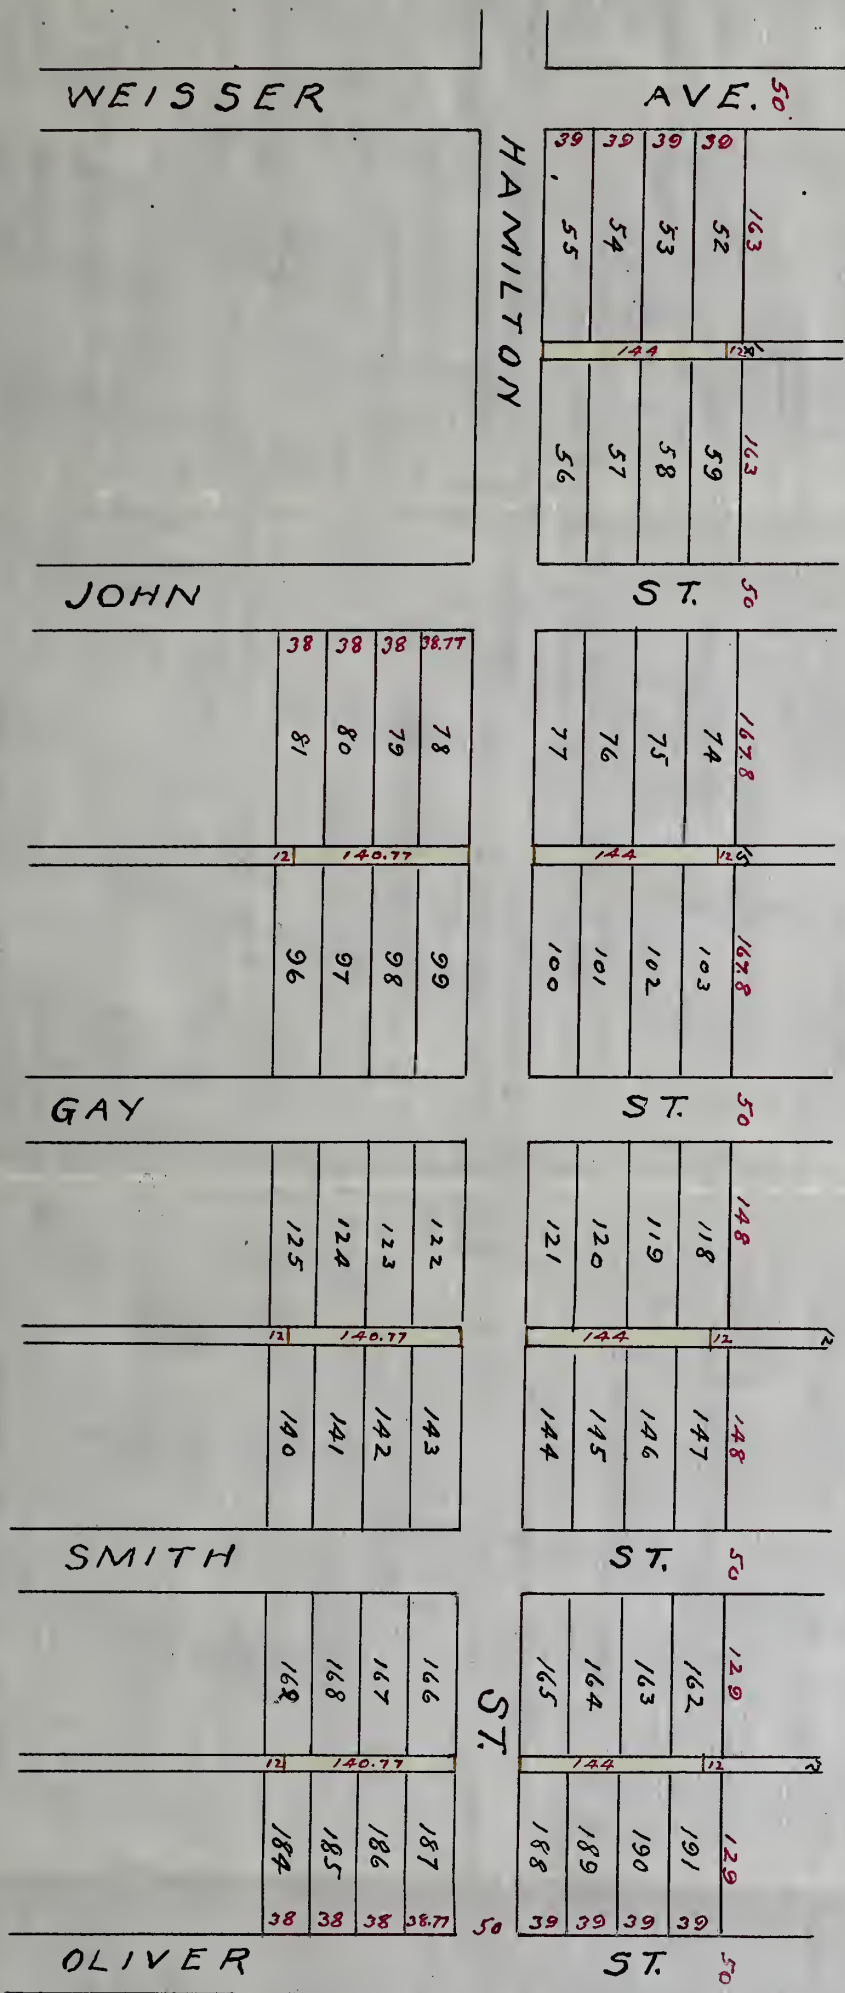 WEISSER AVE. 50
HAMILTON
39 39 39 39
55 54 53 52 163
144 12
56 57 58 59 163
JOHN ST. 50
38 38 38 38.77
81 80 79 78 77 76 75 74 167.8
12 140.77 144 12
96 97 98 99 100 101 102 103 167.8
GAY ST. 50
125 124 123 122 121 120 119 118 148
12 140.77 144 12
140 141 142 143 144 145 146 147 148
SMITH ST. 50
168 167 166 165 164 163 162 129
ST.
12 140.77 144 12
184 185 186 187 188 189 190 191 129
38 38 38 38.77 50 39 39 39 39
OLIVER ST. 50